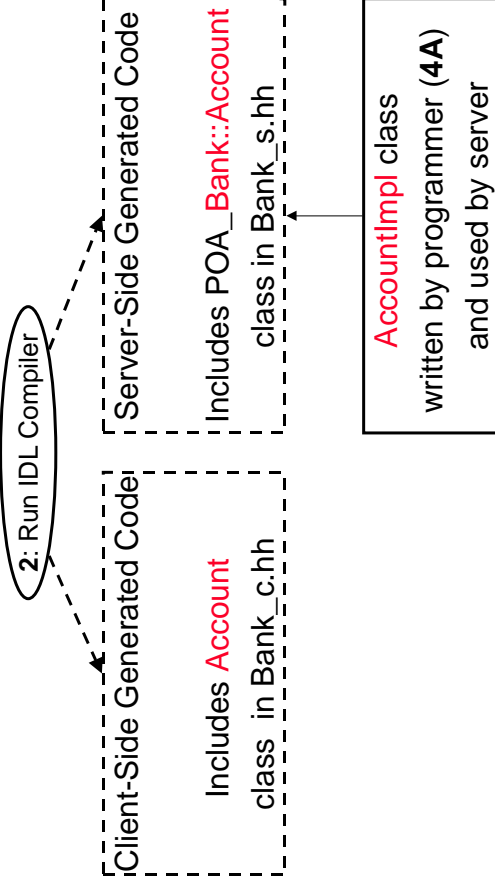 2: Run IDL Compiler
Client-Side Generated Code
Includes Account
class in Bank_c.hh
Server-Side Generated Code
Includes POA_Bank::Account
class in Bank_s.hh
AccountImpl class
written by programmer (4A)
and used by server